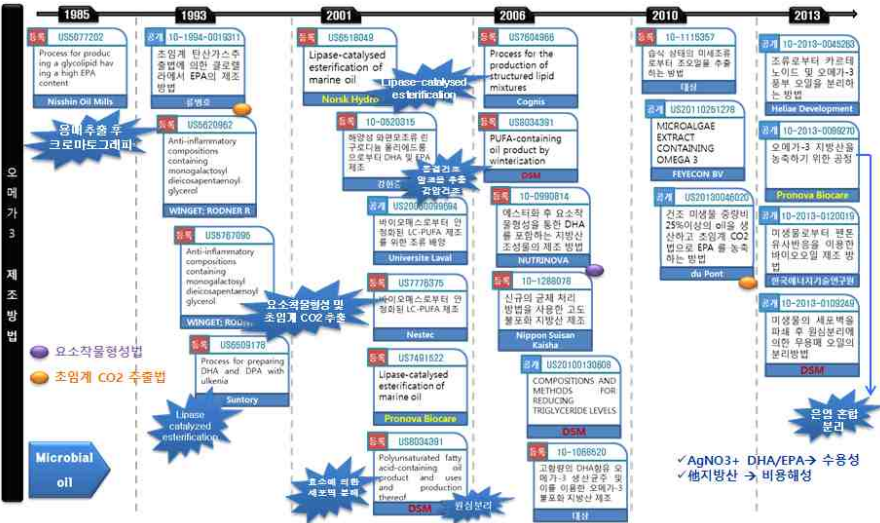 1985
1993
2001
2006
2010
2013
오메가3 제조방법
등록
US5077202
Process for produc
ing a glycolipid hav
ing a high EPA
content
Nisshin Oil Mills
용매추출 후
크로마토그래피
요소착물형성법
초임계 CO2 추출법
Microbial
oil
공개
10-1994-0019311
초임계 탄산가스추
출법에 의한 클로렐
라에서 EPA의 제조
방법
등록
US5620962
Anti-inflammatory
compositions
containing
monogalactosyl
dieicosapentaenoyl
glycerol
WINGET; RODNER R
등록
US5767095
Anti-inflammatory
compositions
containing
monogalactosyl
dieicosapentaenoyl
glycerol
등록
US6509178
Process for preparing
DHA and DPA with
ulkenia
Suntory
Lipase
catalyzed
esterification
등록
US6518049
Lipase-catalysed
esterification of
marine oil
Norsk Hydro
Lipase-catalysed
esterification
등록
10-0520315
해양성 와편모조류 린
구로디늄 폴리에드룸
으로부터 DHA 및 EPA
제조
동결건조
알코올 추출
감압건조
공개
바이오매스로부터 안
정화된 LC-PUFA 제조
를 위한 조류 배양
Universite Laval
등록
US7776375
바이오매스로부터 안
정화된 LC-PUFA 제조
Nestec
요소착물형성 및
초임계 CO2 추출
등록
US7491522
Lipase-catalysed
esterification of
marine oil
Pronova Biocare
등록
US8034391
Polyunsaturated fatty
acid-containing oil
product and uses
and production
thereof
DSM
효소에 의한
세포벽 분해
원심분리
등록
US7604966
Process for the
production of
structured lipid
mixtures
Cognis
등록
US8034391
PUFA-containing
oil product by
winterization
DSM
등록
10-0990814
에스터화 후 요소착
물형성을 통한 DHA
를 포함하는 지방산
조성물의 제조 방법
NUTRINOVA
등록
10-1288078
신규의 균체 처리
방법을 사용한 고도
불포화 지방산 제조
Nippon Suisan
Kaisha
공개
US20100130608
COMPOSITIONS AND
METHODS FOR
REDUCING
TRIGLYCERIDE LEVELS
DSM
등록
10-1068520
고함량의 DHA함유 오
메가-3 생산균주 및
이를 이용한 오메가-3
불포화 지방산 제조
대상
등록
10-1115357
습식 상태의 미세조류
로부터 조오일을 추출
하는 방법
대상
공개
US20110251278
MICROALGAE
EXTRACT
CONTAINING
OMEGA 3
FEYECON BV
공개
US20130046020
건조 미생물 중량비
25%이상의 oil을 생
산하고 초임계 CO2
법으로 EPA 를 농축
하는 방법
du Pont
공개
10-2013-0045263
조류로부터 카르테
노이드 및 오메가-3
풍부 오일을 분리하
는 방법
Heliae Development
공개
10-2013-0099270
오메가-3 지방산을
농축하기 위한 공정
Pronova Biocare
공개
10-2013-0120019
미생물로부터 펜톤
유사반응을 이용한
바이오오일 제조 방법
한국에너지기술연구원
공개
10-2013-0109249
미생물의 세포벽을
파쇄 후 원심분리에
의한 무용매 오일의
분리방법
DSM
은염 혼합
분리
✓AgNO3+ DHA/EPA→ 수용성
✓他지방산 → 비용해성